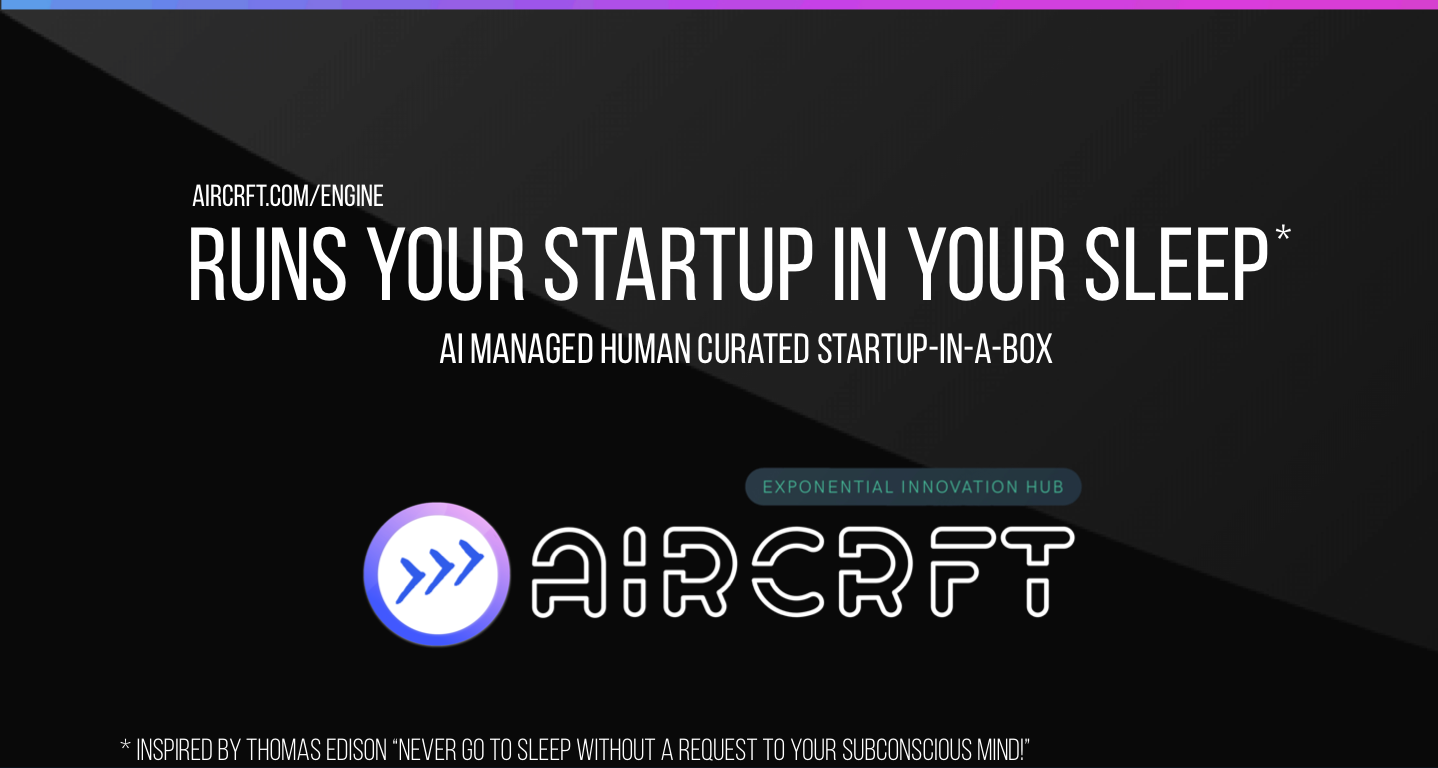 AIRCRFT.COM/ENGINE
RUNS YOUR STARTUP IN YOUR SLEEP*
AI MANAGED HUMAN CURATED STARTUP-IN-A-BOX
EXPONENTIAL INNOVATION HUB
AIRCRFT
* INSPIRED BY THOMAS EDISON “NEVER GO TO SLEEP WITHOUT A REQUEST TO YOUR SUBCONSCIOUS MIND!”